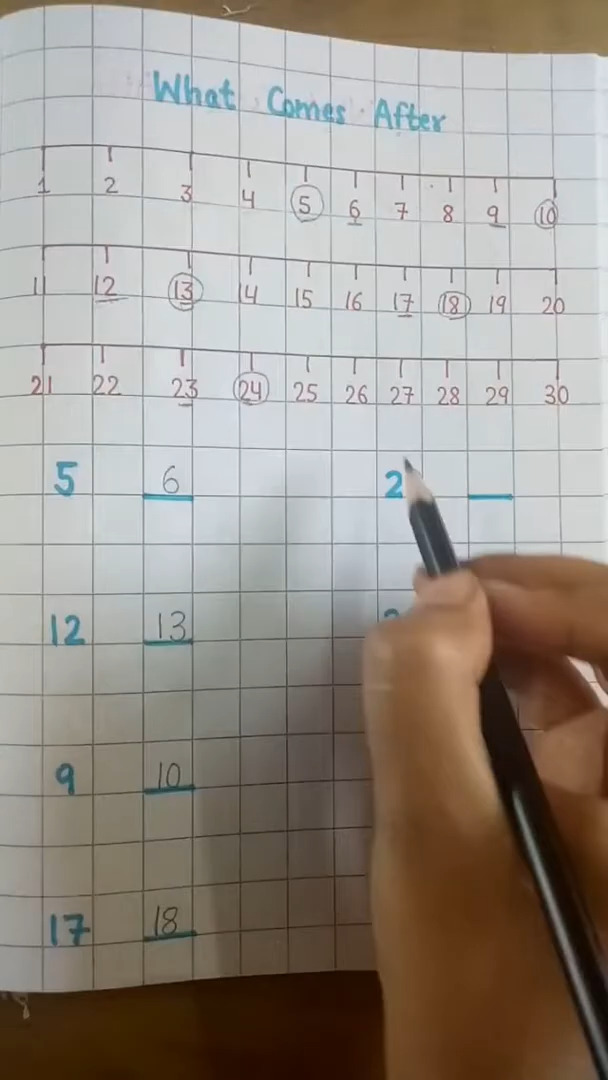 What Comes After
1 2 3 4 5 6 7 8 9 10
11 12 13 14 15 16 17 18 19 20
21 22 23 24 25 26 27 28 29 30
5 6 2
12 13
9 10
17 18